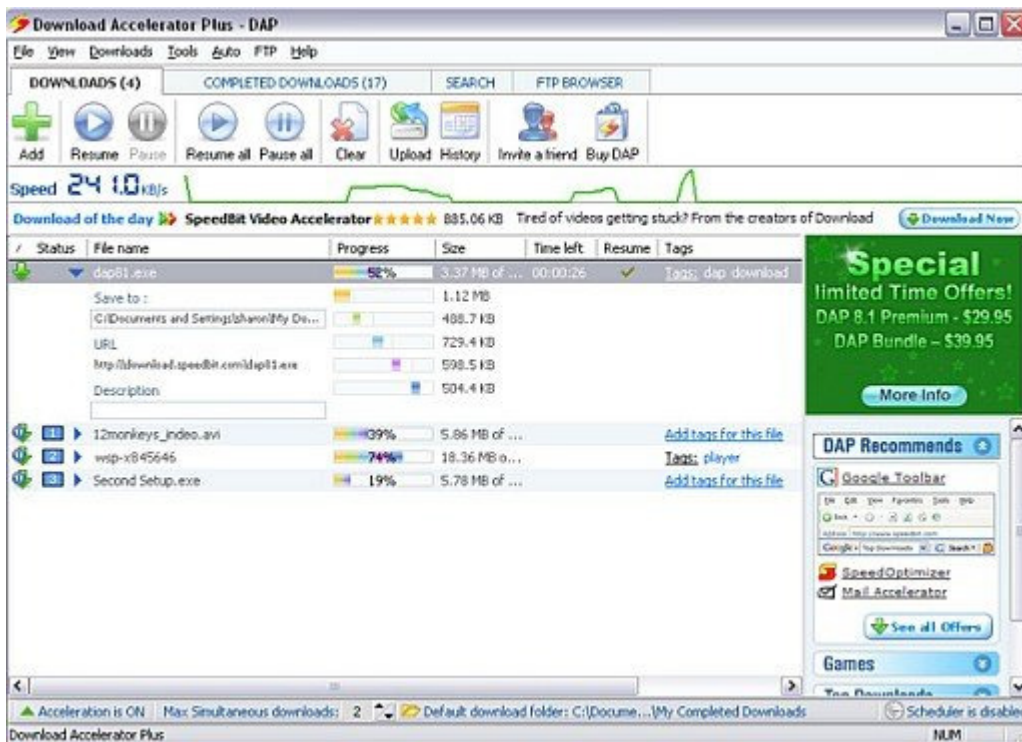 Download Accelerator Plus - DAP
File View Downloads Tools Auto FTP Help
DOWNLOADS (4) COMPLETED DOWNLOADS (17) SEARCH FTP BROWSER
Add Resume Pause Resume all Pause all Clear Upload History Invite a friend Buy DAP
Speed 241.0 KB/s
Download of the day SpeedBit Video Accelerator 885.06 KB Tired of videos getting stuck? From the creators of Download Download Now
/ Status File name Progress Size Time left Resume Tags
dap81.exe 52% 3.37 MB of ... 00:00:26 Tags: dap download
Save to : 1.12 MB
C:\Documents and Settings\sharon\My Do... 488.7 KB
URL 729.4 KB
http://download.speedbit.com/dap81.exe 598.5 KB
Description 504.4 KB
1 12monkeys_indeo.avi 39% 5.86 MB of ... Add tags for this file
2 wsp-x845646 74% 18.36 MB o... Tags: player
3 Second Setup.exe 19% 5.78 MB of ... Add tags for this file
Special
limited Time Offers!
DAP 8.1 Premium - $29.95
DAP Bundle – $39.95
More Info
DAP Recommends
Google Toolbar
SpeedOptimizer
Mail Accelerator
See all Offers
Games
Top Downloads
Acceleration is ON Max Simultaneous downloads: 2 Default download folder: C:\Docume...\My Completed Downloads Scheduler is disable
Download Accelerator Plus NUM